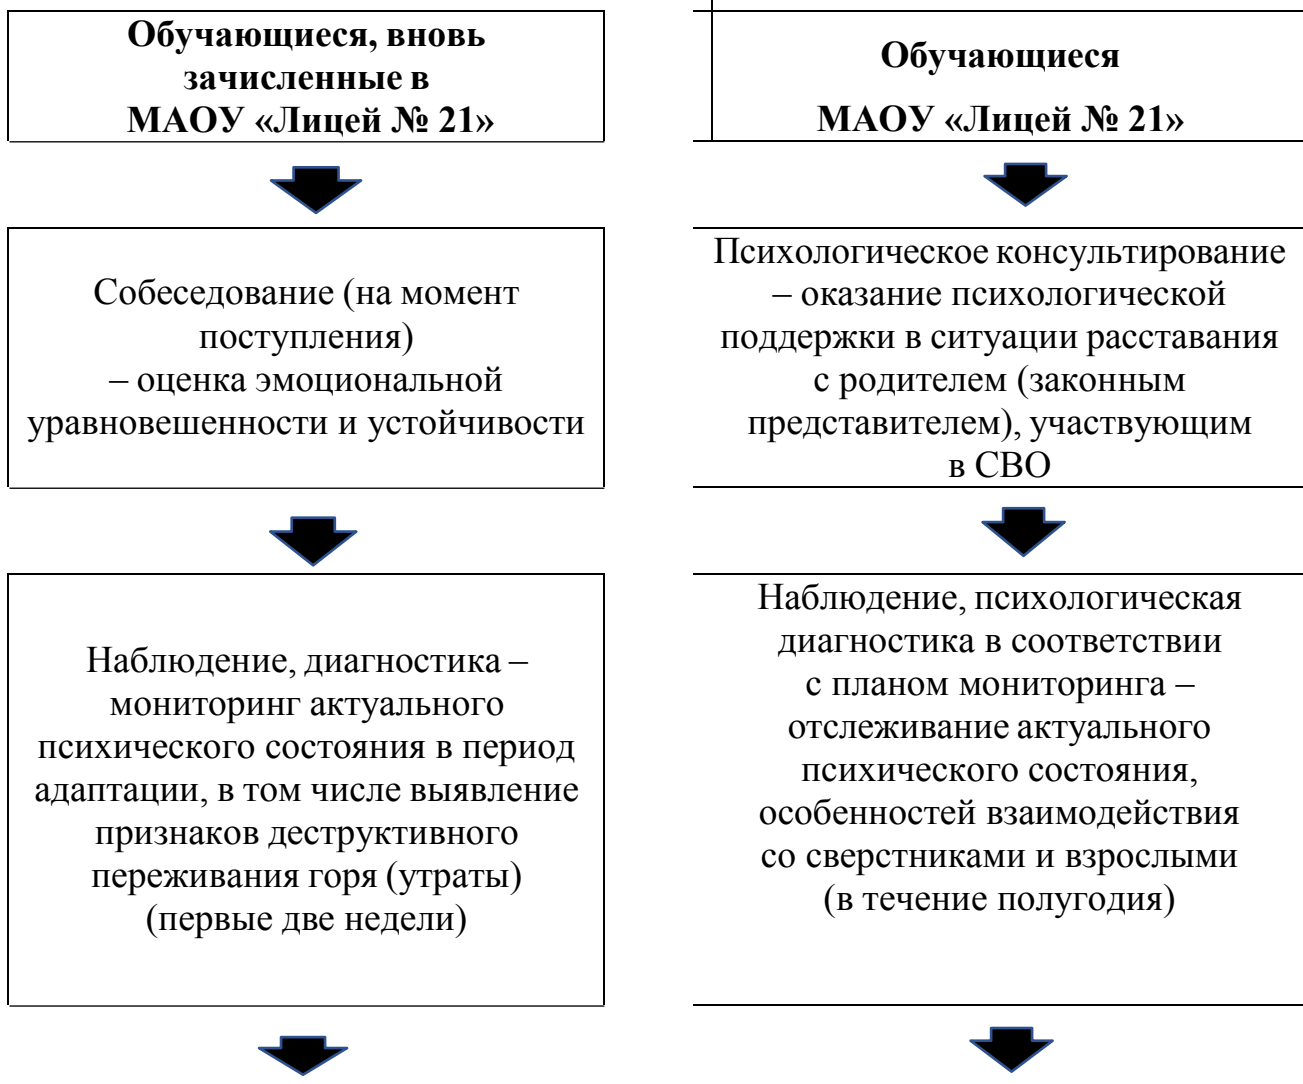 Обучающиеся, вновь
зачисленные в
МАОУ «Лицей № 21»
Обучающиеся
МАОУ «Лицей № 21»
Собеседование (на момент
поступления)
– оценка эмоциональной
уравновешенности и устойчивости
Психологическое консультирование
– оказание психологической
поддержки в ситуации расставания
с родителем (законным
представителем), участвующим
в СВО
Наблюдение, диагностика –
мониторинг актуального
психического состояния в период
адаптации, в том числе выявление
признаков деструктивного
переживания горя (утраты)
(первые две недели)
Наблюдение, психологическая
диагностика в соответствии
с планом мониторинга –
отслеживание актуального
психического состояния,
особенностей взаимодействия
со сверстниками и взрослыми
(в течение полугодия)